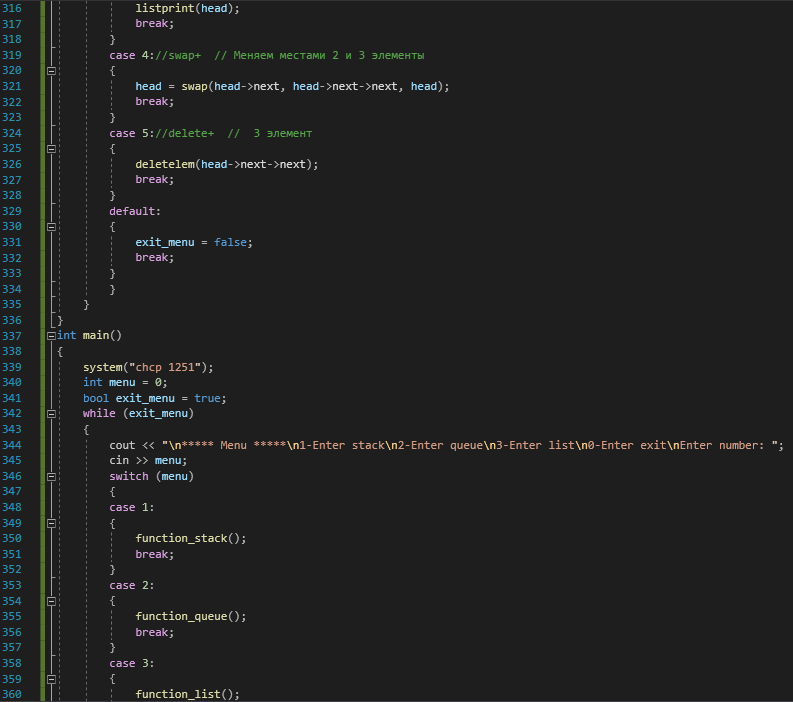 316 listprint(head);
317 break;
318 }
319 case 4://swap+  // Меняем местами 2 и 3 элементы
320 {
321 head = swap(head->next, head->next->next, head);
322 break;
323 }
324 case 5://delete+  //  3 элемент
325 {
326 deletelem(head->next->next);
327 break;
328 }
329 default:
330 {
331 exit_menu = false;
332 break;
333 }
334 }
335 }
336 }
337 int main()
338 {
339 system("chcp 1251");
340 int menu = 0;
341 bool exit_menu = true;
342 while (exit_menu)
343 {
344 cout << "\n***** Menu *****\n1-Enter stack\n2-Enter queue\n3-Enter list\n0-Enter exit\nEnter number: ";
345 cin >> menu;
346 switch (menu)
347 {
348 case 1:
349 {
350 function_stack();
351 break;
352 }
353 case 2:
354 {
355 function_queue();
356 break;
357 }
358 case 3:
359 {
360 function_list();